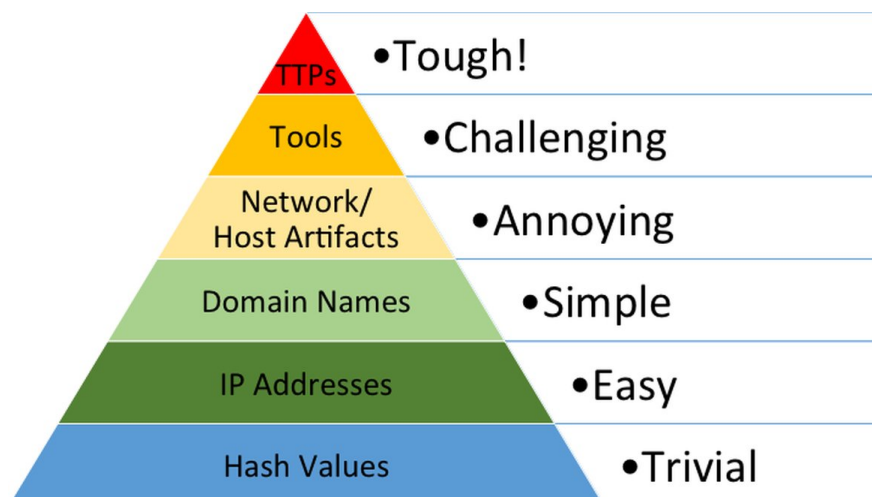 TTPs
•Tough!
Tools
•Challenging
Network/
Host Artifacts
•Annoying
Domain Names
•Simple
IP Addresses
•Easy
Hash Values
•Trivial